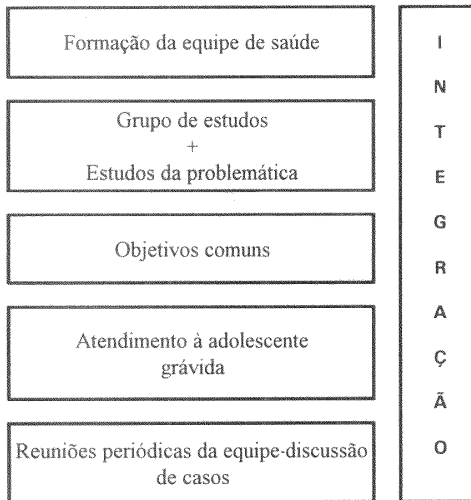 Formação da equipe de saúde
Grupo de estudos
+
Estudos da problemática
Objetivos comuns
Atendimento à adolescente
grávida
Reuniões periódicas da equipe-discussão
de casos
I
N
T
E
G
R
A
Ç
Ã
O